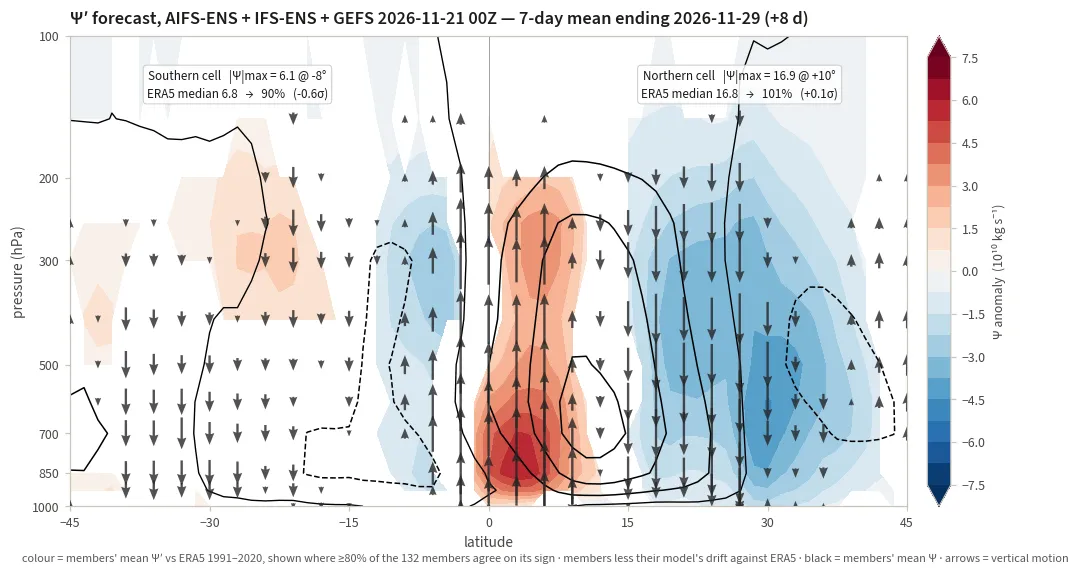 Ψ′ forecast, AIFS-ENS + IFS-ENS + GEFS 2026-11-21 00Z — 7-day mean ending 2026-11-29 (+8 d)
100
200
300
400
500
700
850
1000
pressure (hPa)
Southern cell |Ψ|max = 6.1 @ -8°
ERA5 median 6.8 → 90% (-0.6σ)
Northern cell |Ψ|max = 16.9 @ +10°
ERA5 median 16.8 → 101% (+0.1σ)
−45
−30
−15
0
15
30
45
latitude
7.5
6.0
4.5
3.0
1.5
0.0
−1.5
−3.0
−4.5
−6.0
−7.5
Ψ anomaly (10¹⁰ kg s⁻¹)
colour = members' mean Ψ′ vs ERA5 1991–2020, shown where ≥80% of the 132 members agree on its sign · members less their model's drift against ERA5 · black = members' mean Ψ · arrows = vertical motion